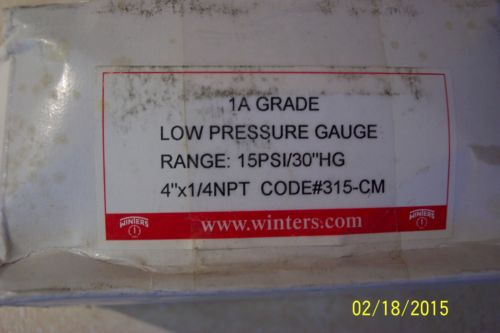 1A GRADE
LOW PRESSURE GAUGE
RANGE: 15PSI/30"HG
4"x1/4NPT CODE#315-CM
WINTERS www.winters.com WINTERS
02/18/2015